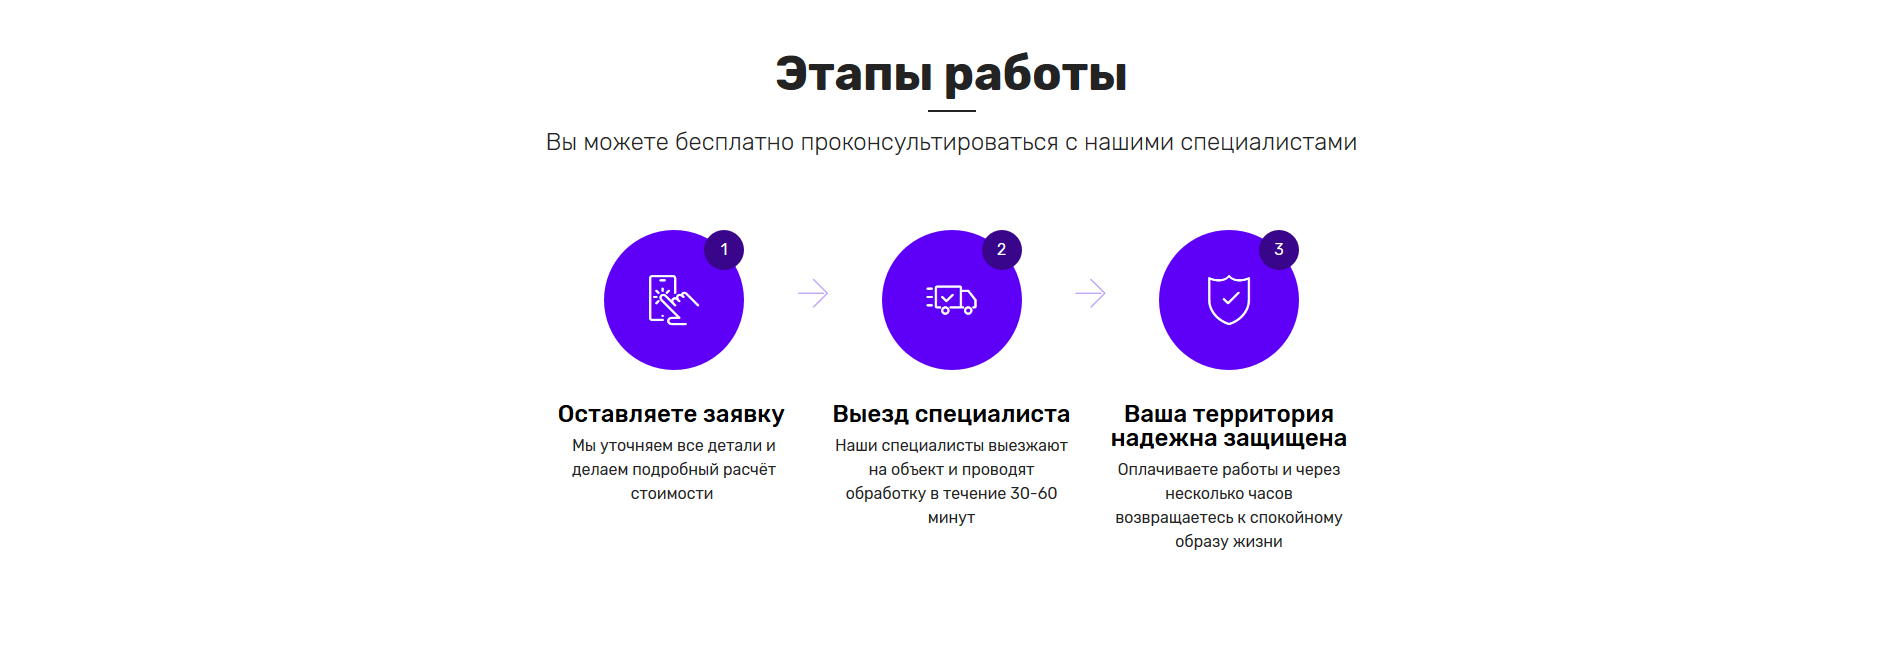 Этапы работы
Вы можете бесплатно проконсультироваться с нашими специалистами
1
Оставляете заявку
Мы уточняем все детали и
делаем подробный расчёт
стоимости
2
Выезд специалиста
Наши специалисты выезжают
на объект и проводят
обработку в течение 30-60
минут
3
Ваша территория
надежна защищена
Оплачиваете работы и через
несколько часов
возвращаетесь к спокойному
образу жизни